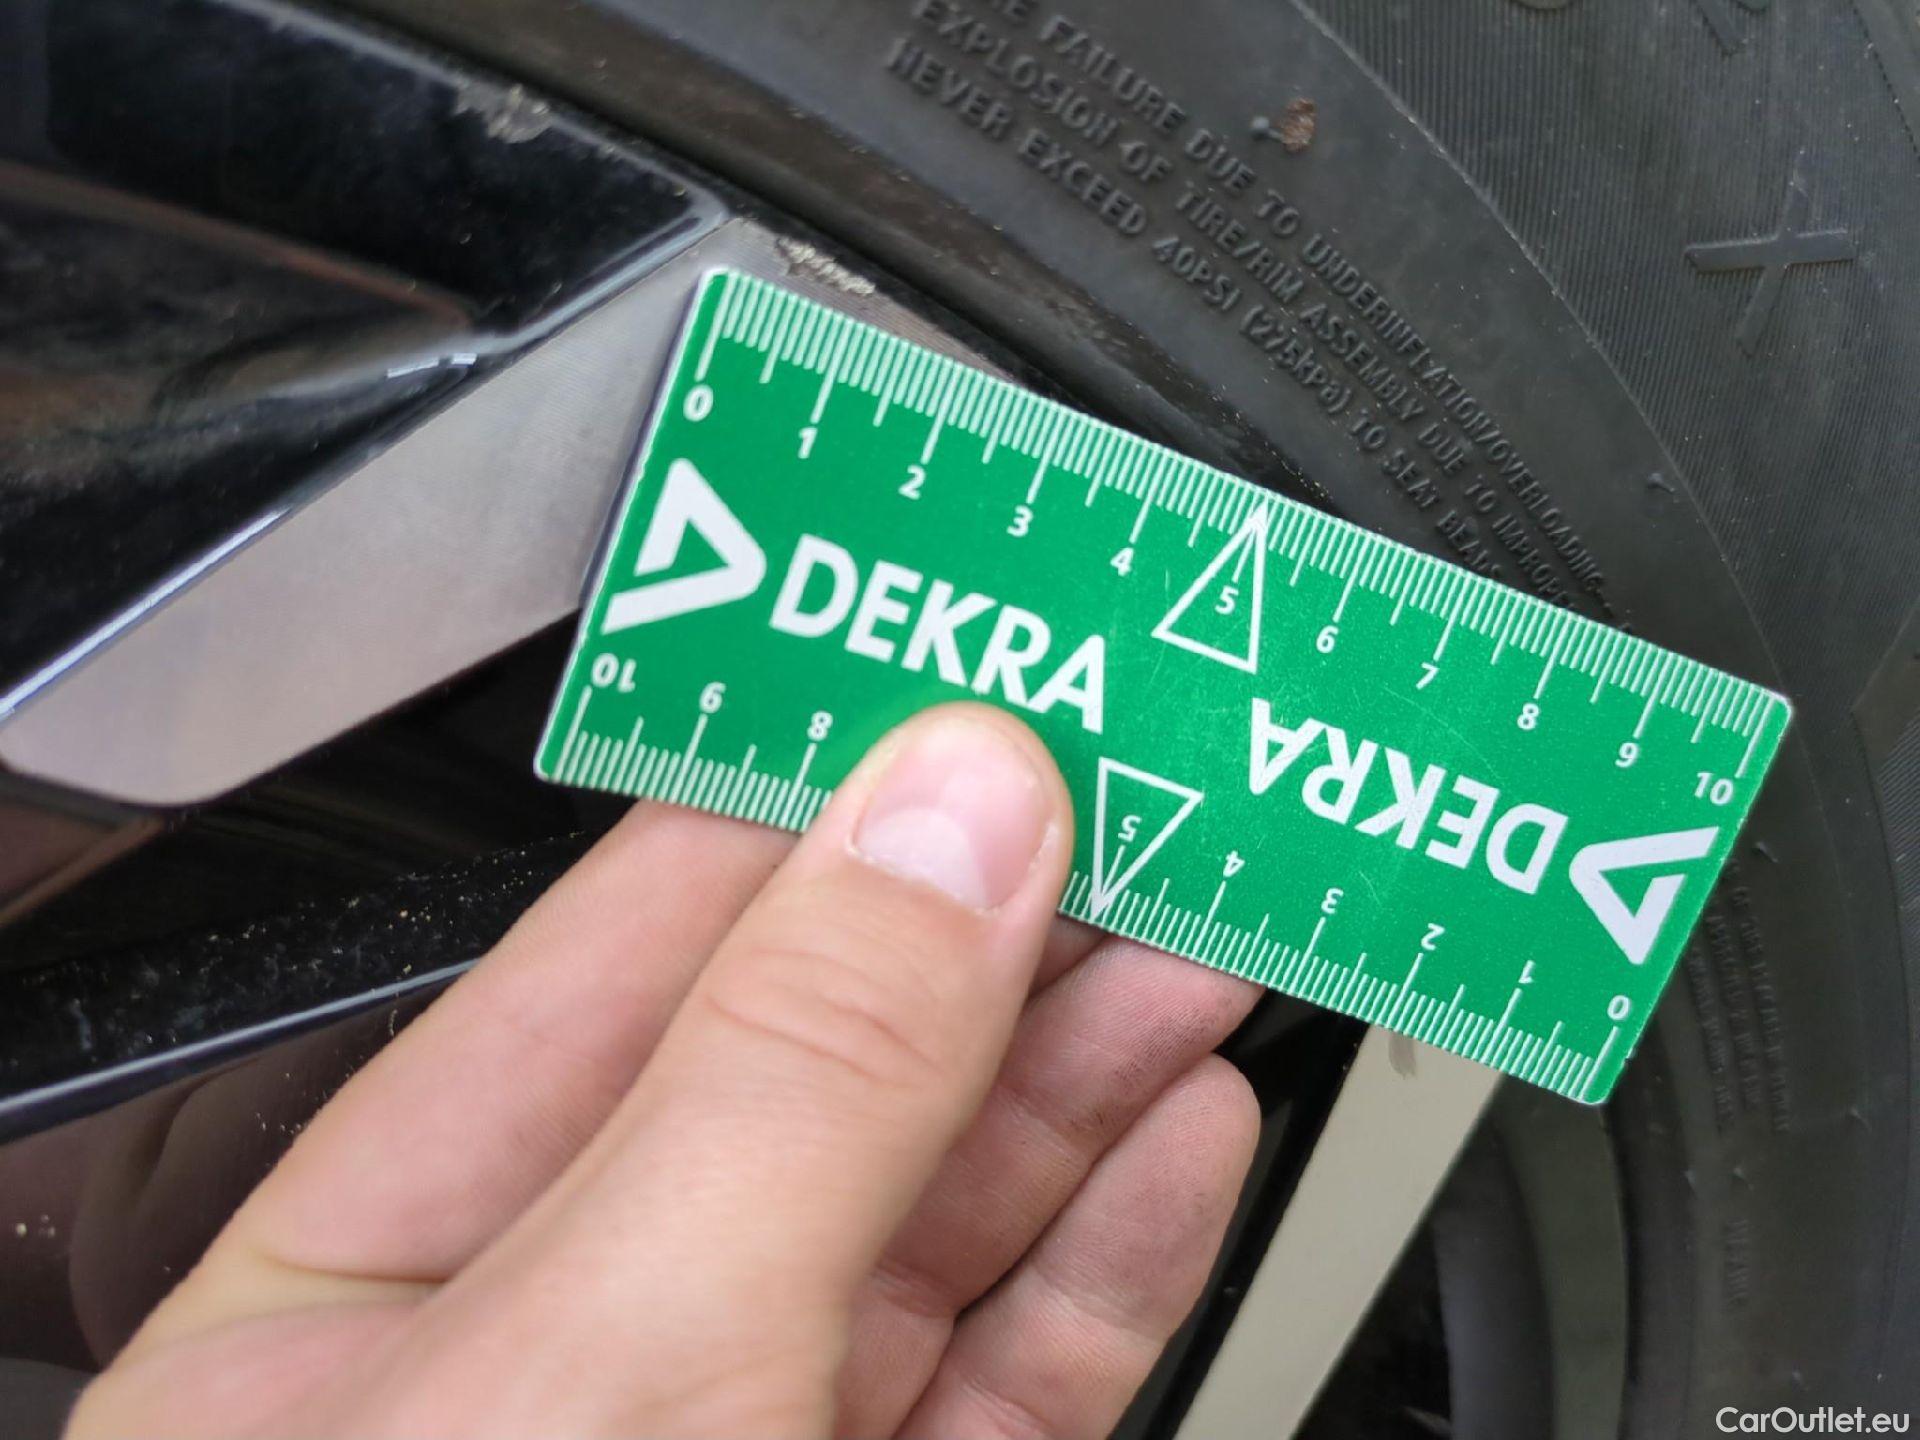 FAILURE DUE TO UNDERINFLATION/OVERLOADING
EXPLOSION OF TIRE/RIM ASSEMBLY DUE TO IMPROPER
NEVER EXCEED 40PSI (275kPa) TO SEAT BEADS
0 1 2 3 4 5 6 7 8 9 10
DEKRA
DEKRA
10 9 8 5 4 3 2 1 0
CarOutlet.eu